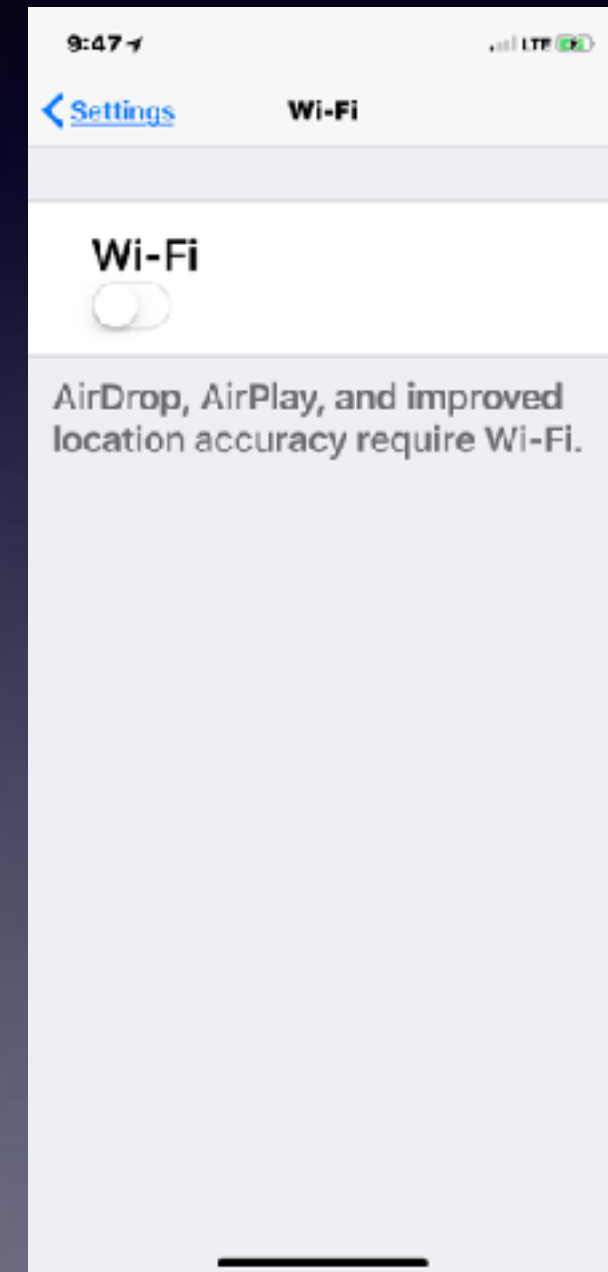 9:47
LTE
Settings
Wi-Fi
Wi-Fi
AirDrop, AirPlay, and improved
location accuracy require Wi-Fi.